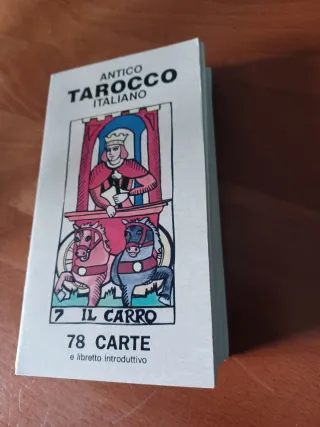 ANTICO
TAROCCO
ITALIANO
7 IL CARRO
78 CARTE
e libretto introduttivo